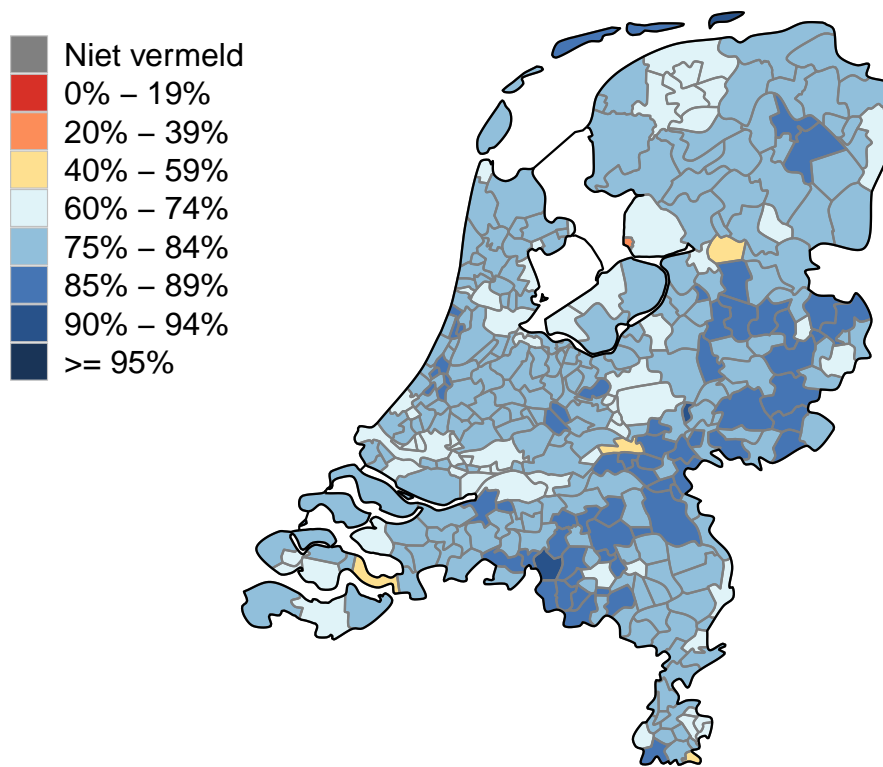 Niet vermeld
0% – 19%
20% – 39%
40% – 59%
60% – 74%
75% – 84%
85% – 89%
90% – 94%
>= 95%